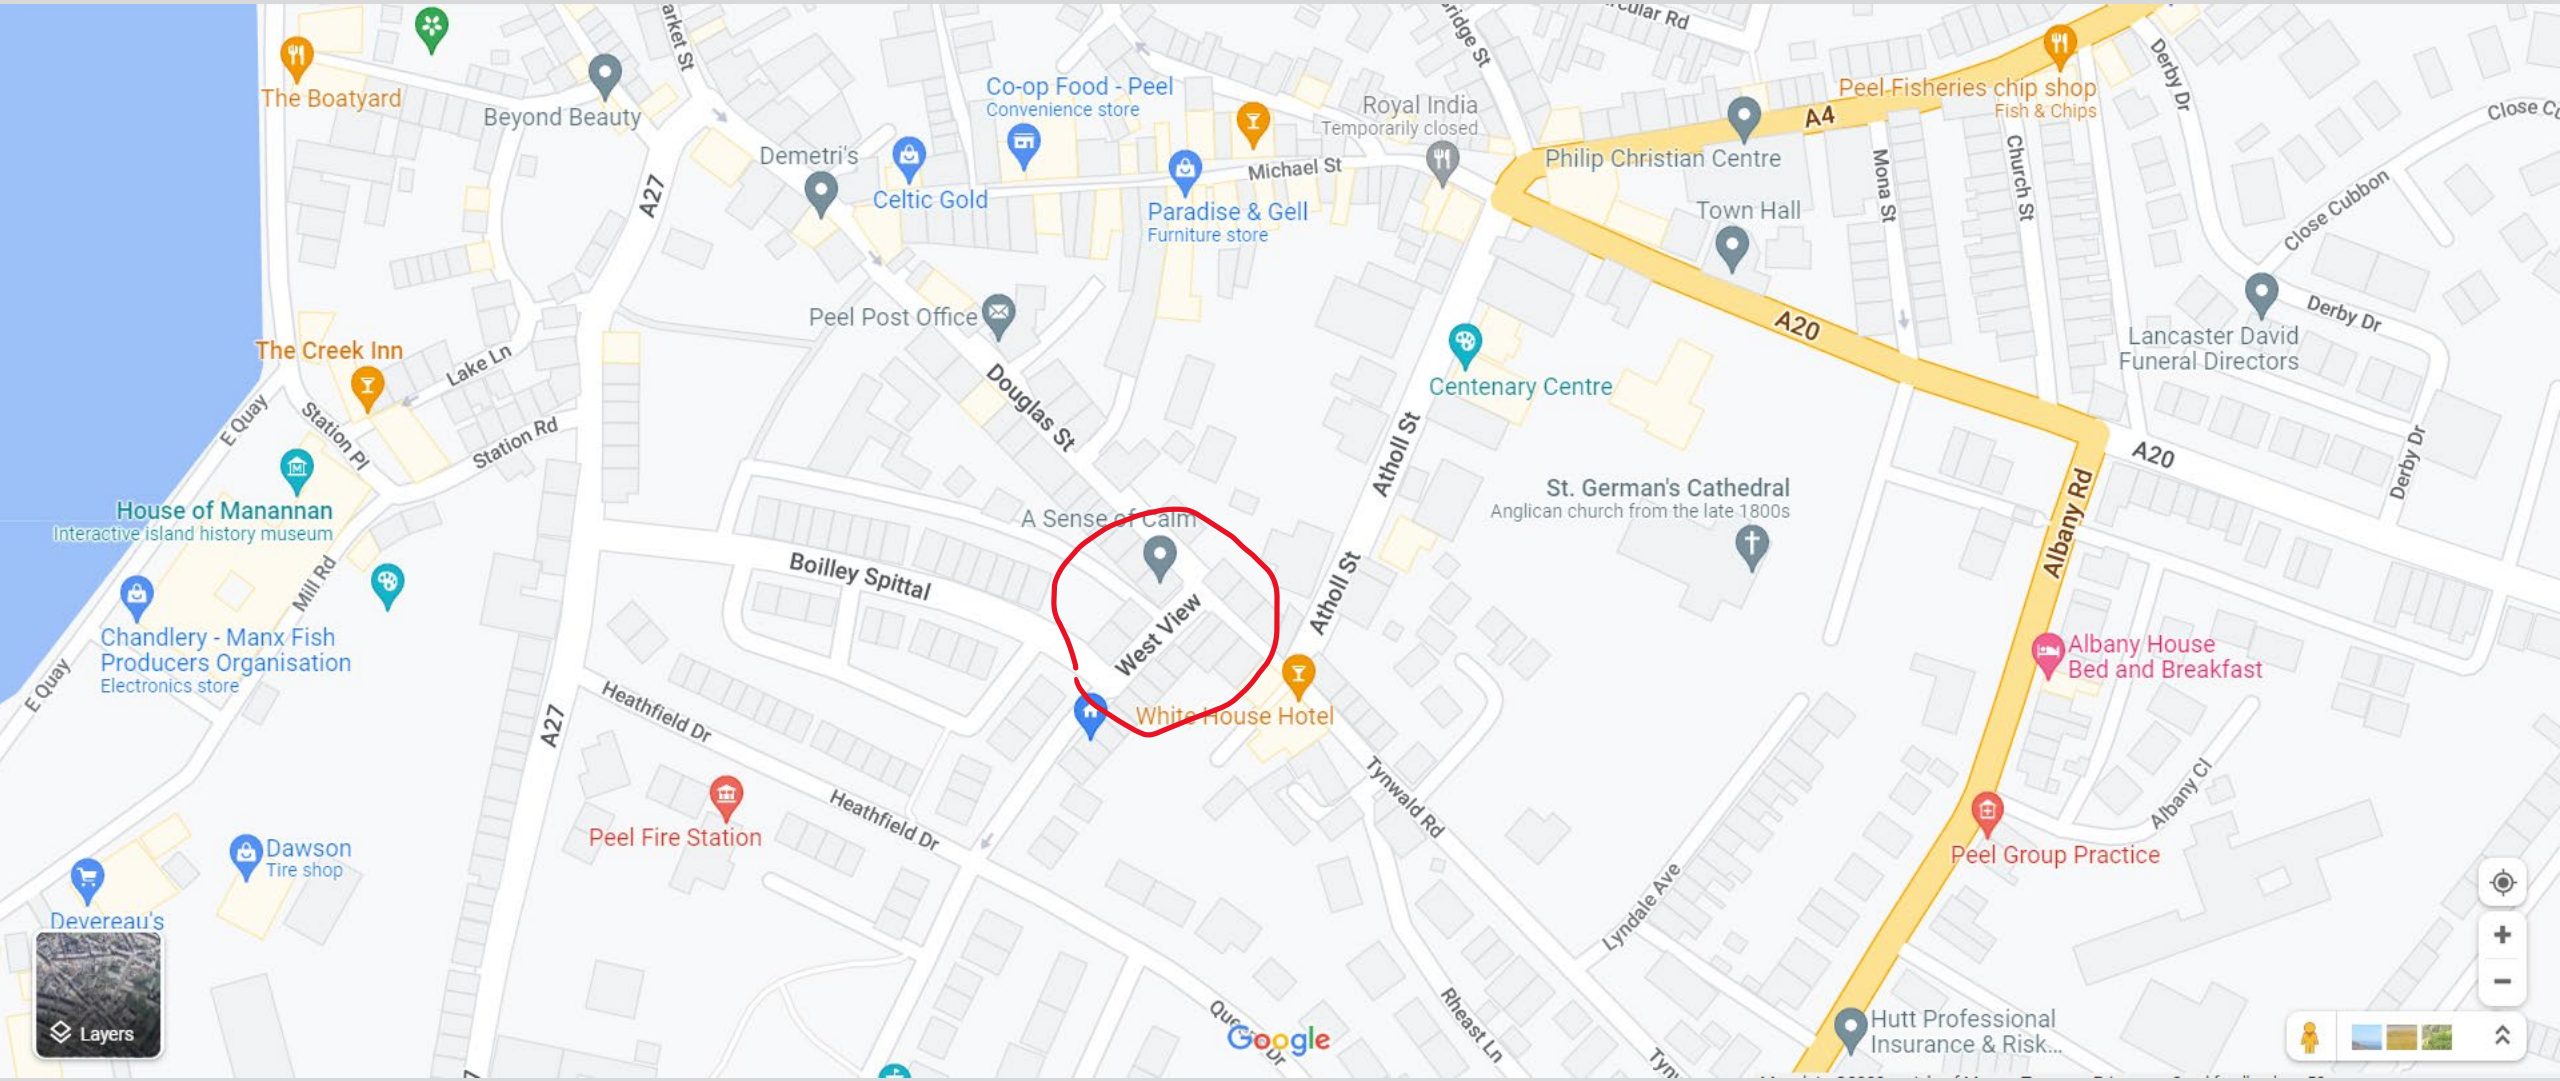 The Boatyard
Beyond Beauty
Demetri's
Celtic Gold
Co-op Food - Peel
Convenience store
Paradise & Gell
Furniture store
Michael St
Royal India
Temporarily closed
Philip Christian Centre
A4
Peel Fisheries chip shop
Fish & Chips
Derby Dr
Mona St
Church St
Close Cubbon
Town Hall
A27
Peel Post Office
Douglas St
A20
Lancaster David
Funeral Directors
Derby Dr
The Creek Inn
Lake Ln
Station Pl
Station Rd
E Quay
Centenary Centre
Atholl St
A20
Derby Dr
House of Manannan
Interactive island history museum
Mill Rd
A Sense of Calm
St. German's Cathedral
Anglican church from the late 1800s
Albany Rd
Boilley Spittal
Atholl St
West View
Chandlery - Manx Fish
Producers Organisation
Electronics store
E Quay
Heathfield Dr
A27
White House Hotel
Albany House
Bed and Breakfast
Tynwald Rd
Albany Cl
Peel Fire Station
Heathfield Dr
Dawson
Tire shop
Devereau's
Peel Group Practice
Lyndale Ave
Rheast Ln
Layers
Google
Hutt Professional
Insurance & Risk...